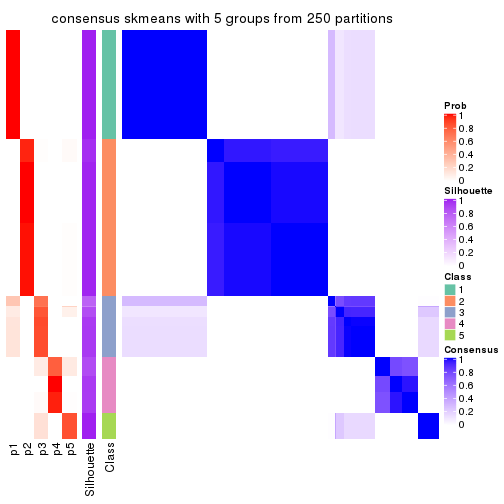 consensus skmeans with 5 groups from 250 partitions
Prob
1
0.8
0.6
0.4
0.2
0
Silhouette
1
0.8
0.6
0.4
0.2
0
Class
1
2
3
4
5
Consensus
1
0.8
0.6
0.4
0.2
0
p1
p2
p3
p4
p5
Silhouette
Class